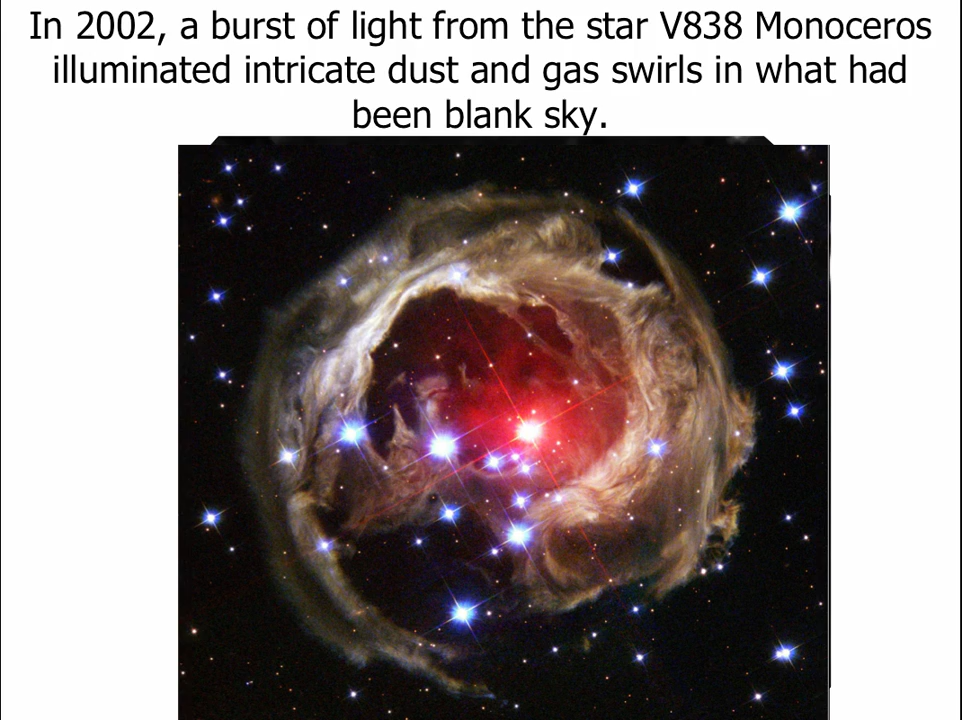 In 2002, a burst of light from the star V838 Monoceros
illuminated intricate dust and gas swirls in what had
been blank sky.